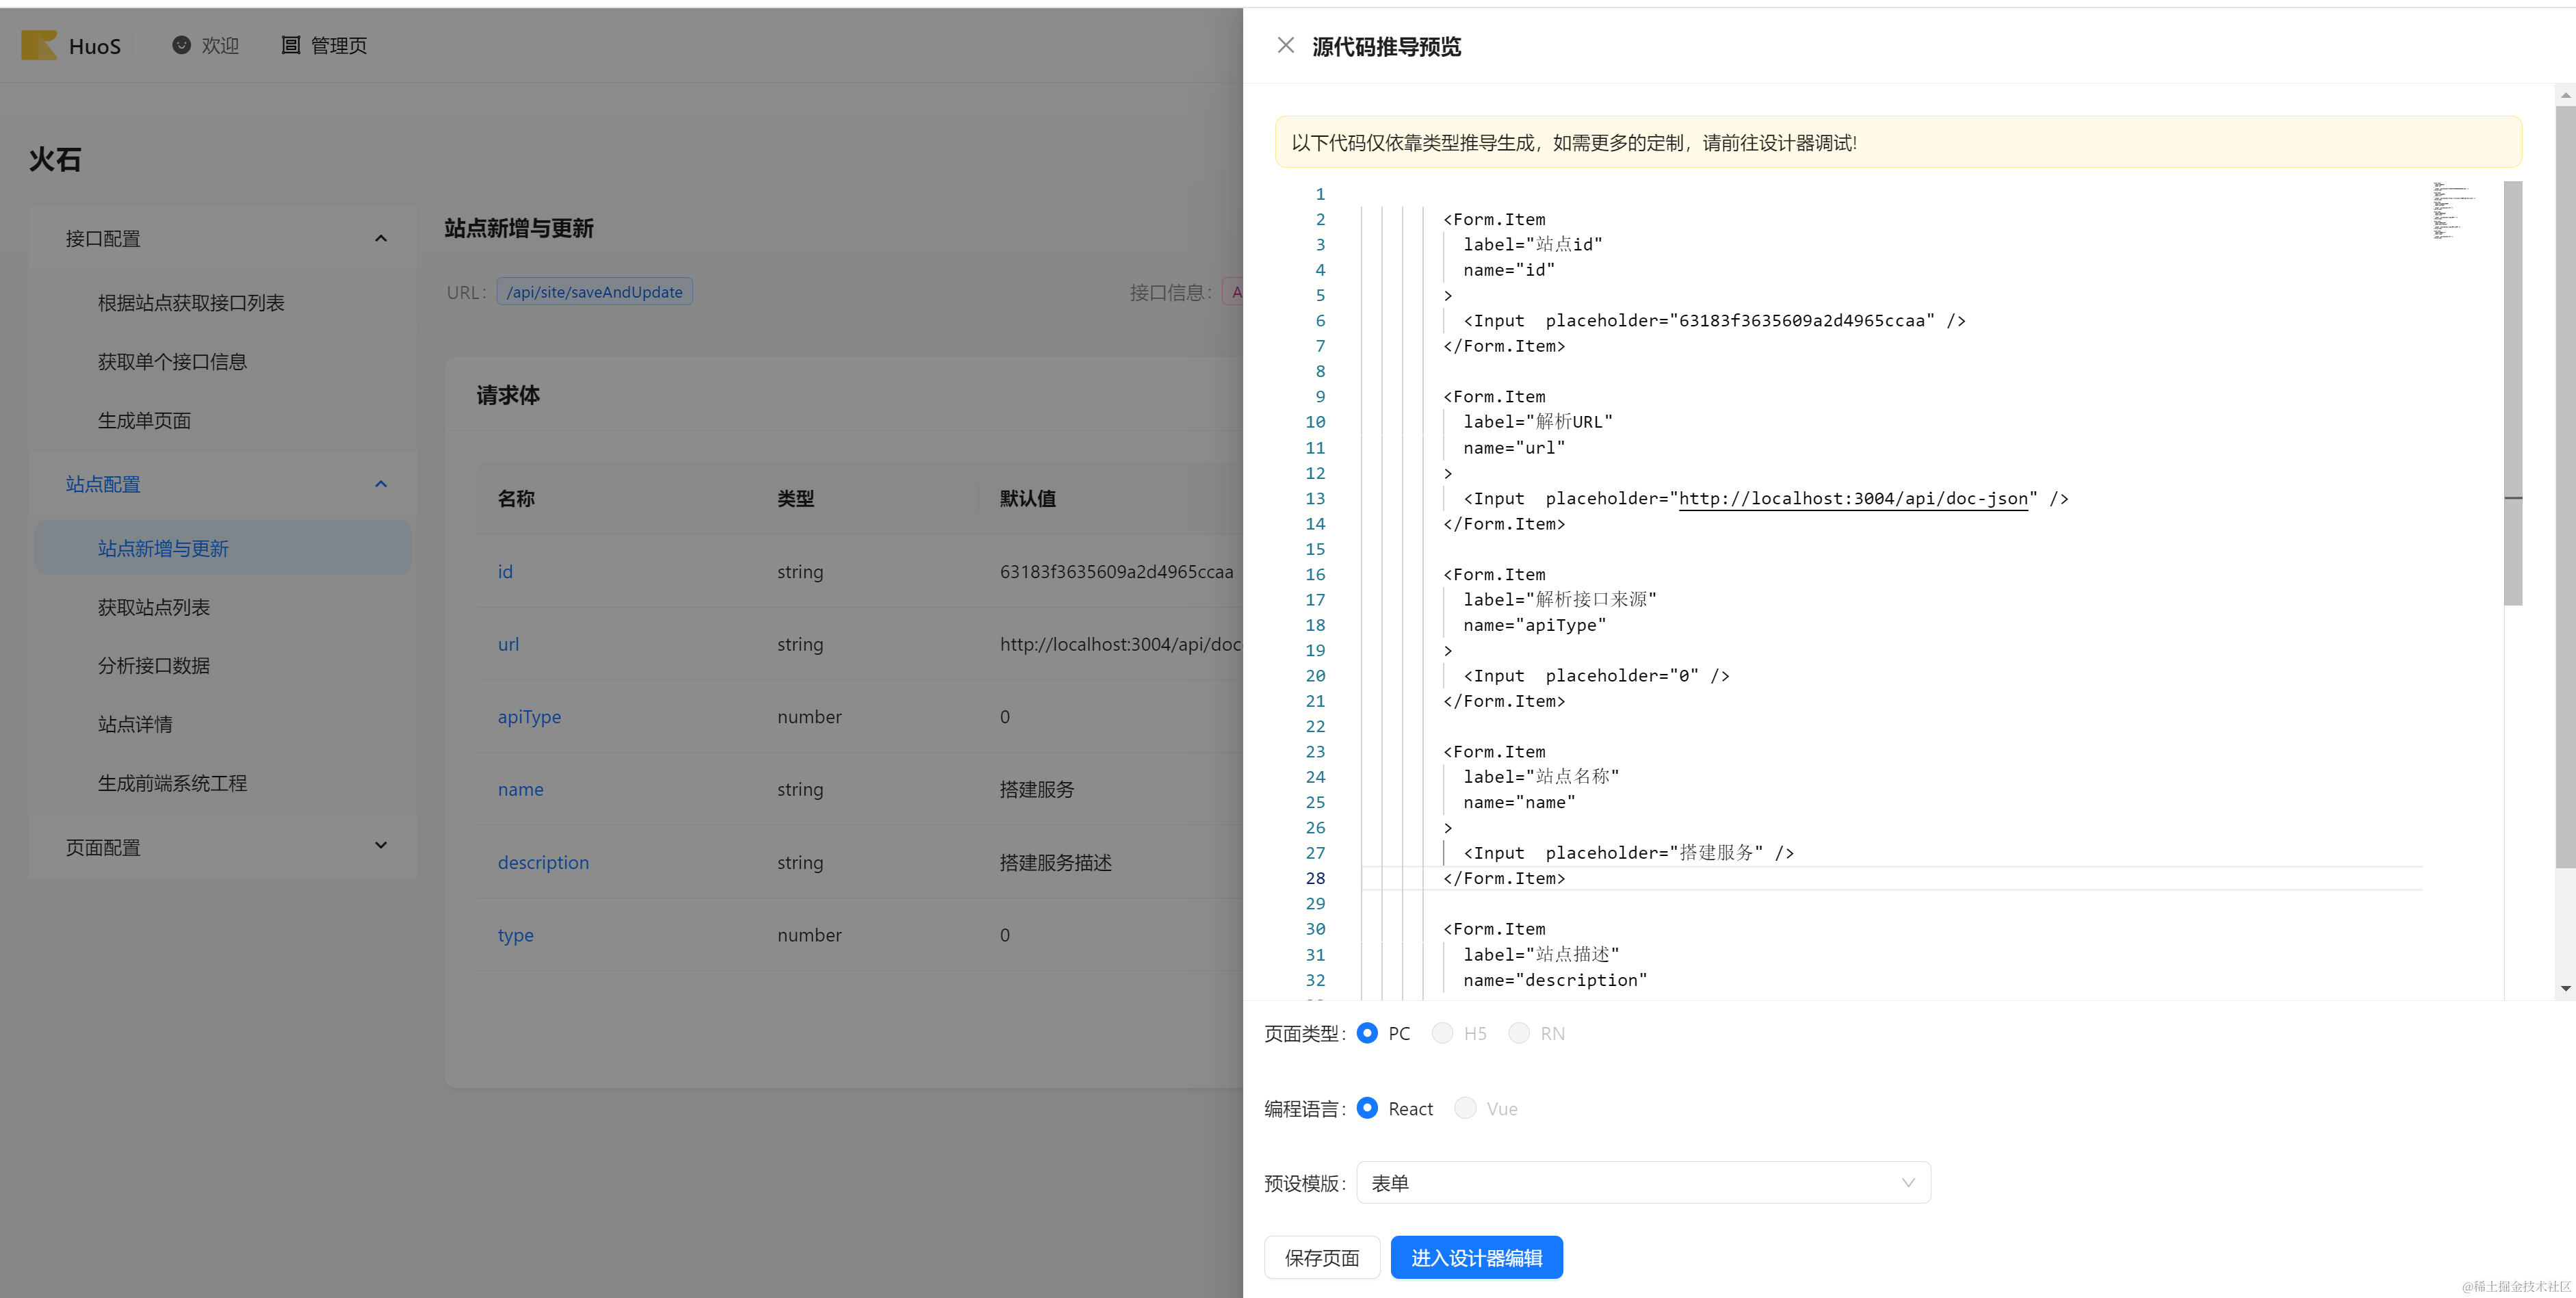 HuoS
欢迎
管理页
火石
接口配置
根据站点获取接口列表
获取单个接口信息
生成单页面
站点配置
站点新增与更新
获取站点列表
分析接口数据
站点详情
生成前端系统工程
页面配置
站点新增与更新
URL: /api/site/saveAndUpdate
接口信息: A
请求体
名称 类型 默认值
id string 63183f3635609a2d4965ccaa
url string http://localhost:3004/api/doc-
apiType number 0
name string 搭建服务
description string 搭建服务描述
type number 0
源代码推导预览
以下代码仅依靠类型推导生成，如需更多的定制，请前往设计器调试!
1
2 <Form.Item
3 label="站点id"
4 name="id"
5 >
6 <Input  placeholder="63183f3635609a2d4965ccaa" />
7 </Form.Item>
8
9 <Form.Item
10 label="解析URL"
11 name="url"
12 >
13 <Input  placeholder="http://localhost:3004/api/doc-json" />
14 </Form.Item>
15
16 <Form.Item
17 label="解析接口来源"
18 name="apiType"
19 >
20 <Input  placeholder="0" />
21 </Form.Item>
22
23 <Form.Item
24 label="站点名称"
25 name="name"
26 >
27 <Input  placeholder="搭建服务" />
28 </Form.Item>
29
30 <Form.Item
31 label="站点描述"
32 name="description"
页面类型: PC H5 RN
编程语言: React Vue
预设模版: 表单
保存页面
进入设计器编辑
@稀土掘金技术社区